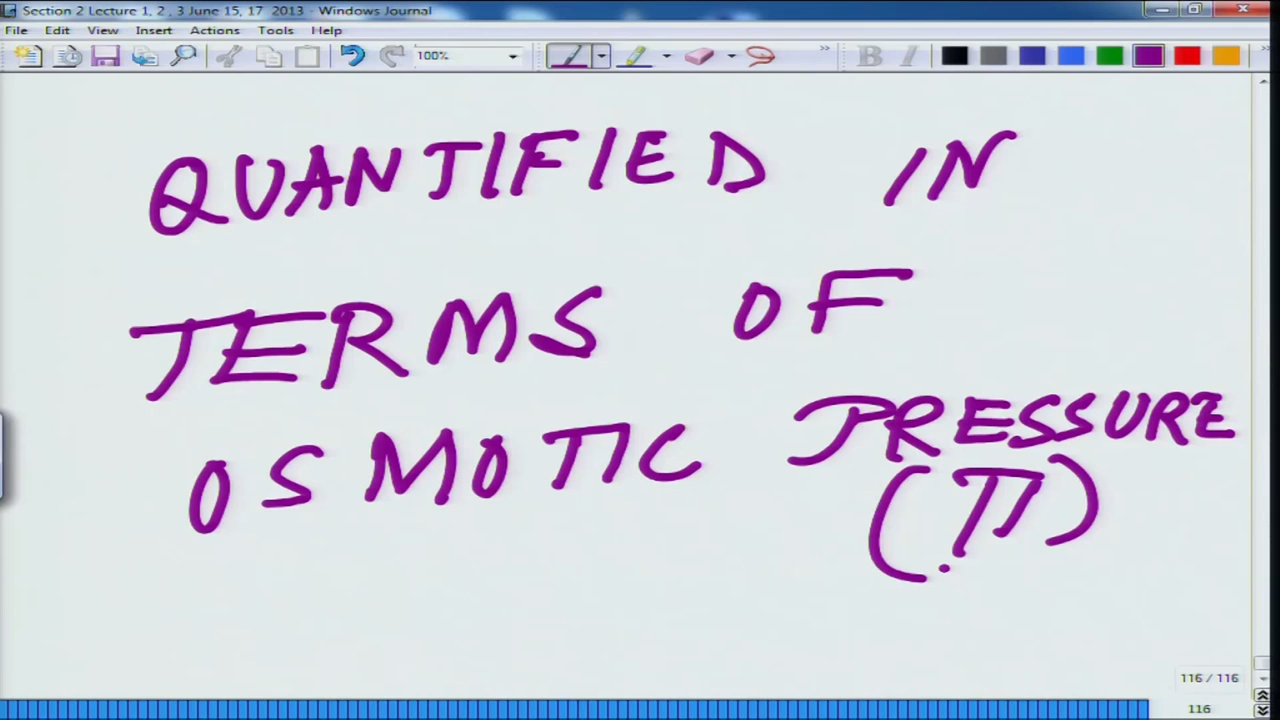 Section 2 Lecture 1, 2 , 3 June 15, 17 2013 - Windows Journal
File Edit View Insert Actions Tools Help
100% B I
QUANTIFIED IN
TERMS OF
OSMOTIC PRESSURE
(π)
116 / 116
116